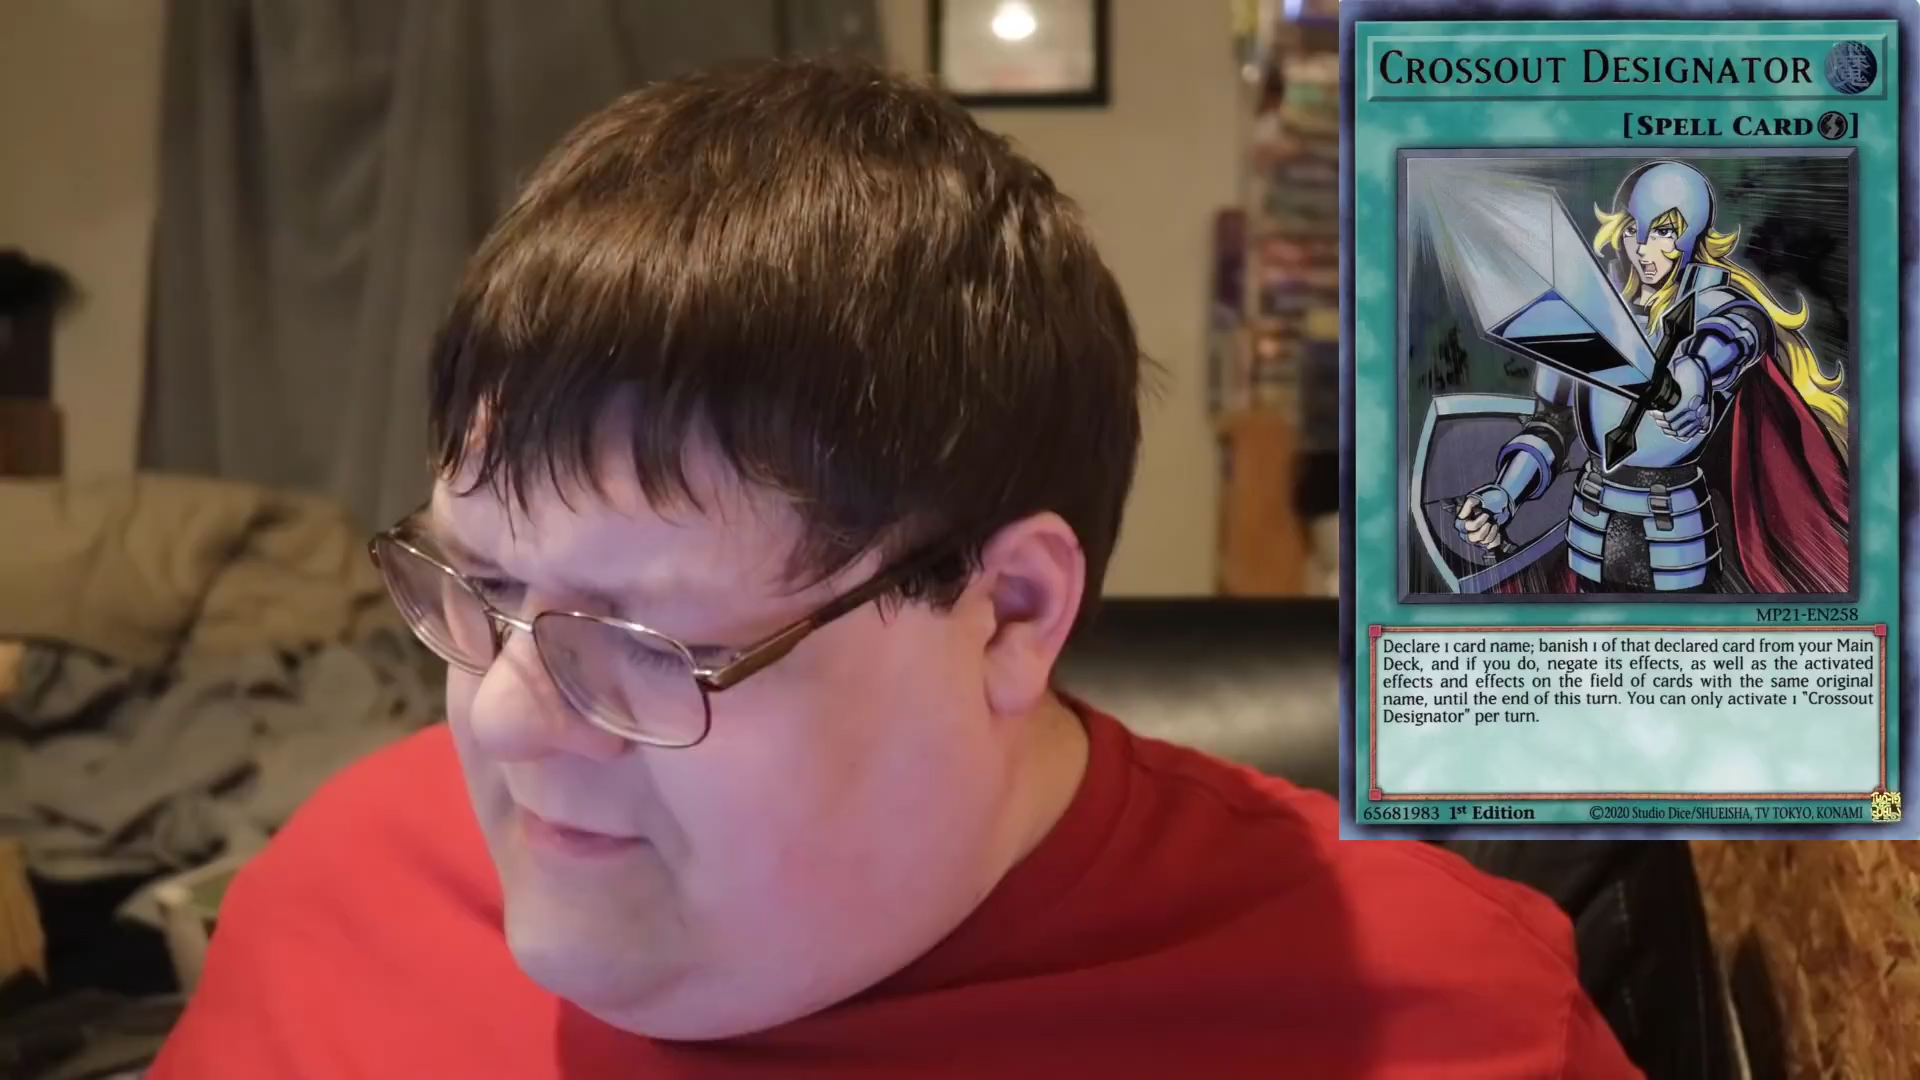 CROSSOUT DESIGNATOR
[SPELL CARD]
MP21-EN258
Declare 1 card name; banish 1 of that declared card from your Main
Deck, and if you do, negate its effects, as well as the activated
effects and effects on the field of cards with the same original
name, until the end of this turn. You can only activate 1 "Crossout
Designator" per turn.
65681983 1st Edition ©2020 Studio Dice/SHUEISHA, TV TOKYO, KONAMI